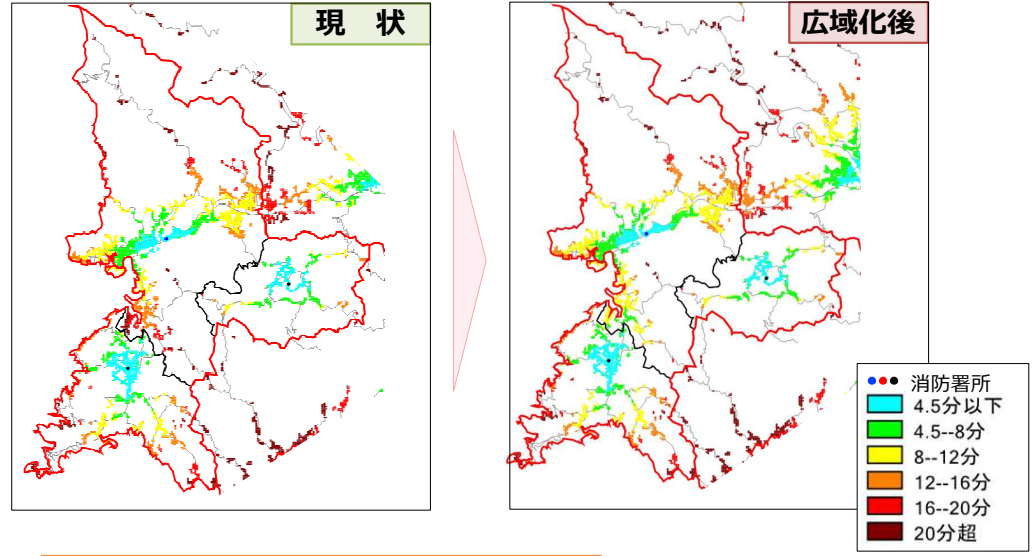 現　状
広域化後
消防署所
4.5分以下
4.5--8分
8--12分
12--16分
16--20分
20分超